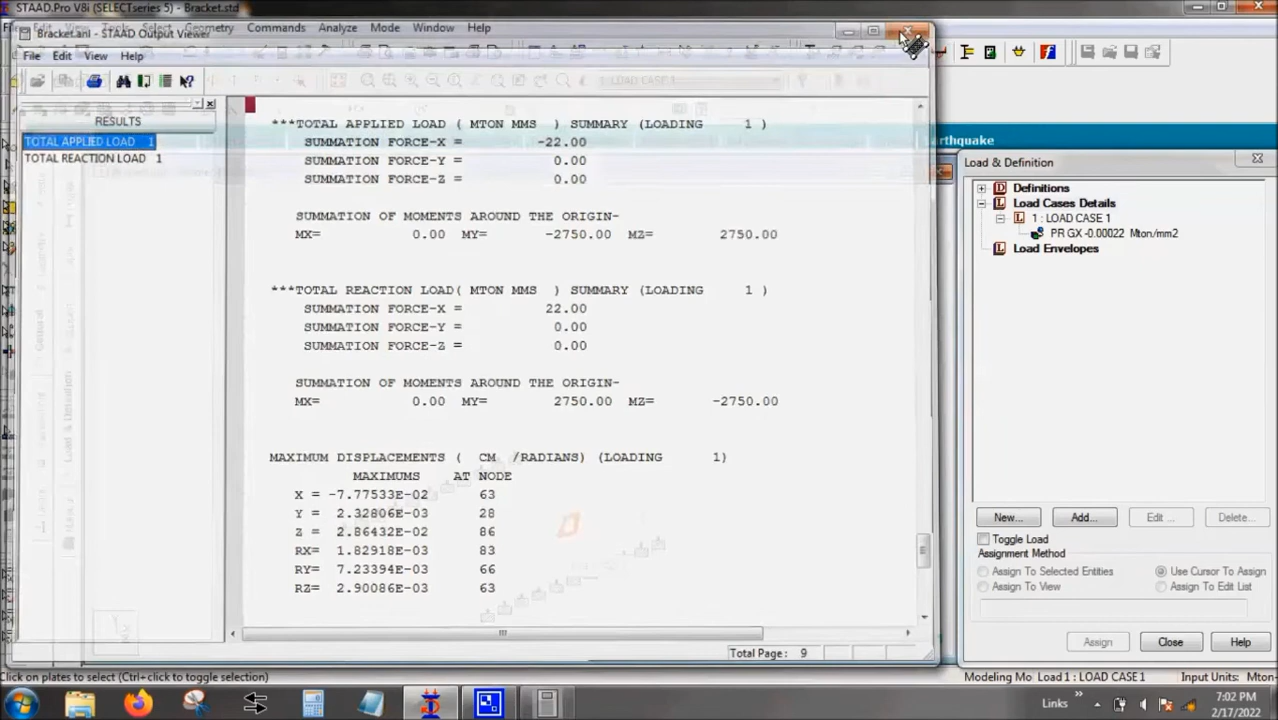 STAAD.Pro V8i (SELECTseries 5) - Bracket.std
Geometry Commands Analyze Mode Window Help
Bracket.anl - STAAD Output Viewer
File Edit View Help
1: LOAD CASE 1
RESULTS
TOTAL APPLIED LOAD 1
TOTAL REACTION LOAD 1
***TOTAL APPLIED LOAD ( MTON MMS ) SUMMARY (LOADING 1 )
SUMMATION FORCE-X = -22.00
SUMMATION FORCE-Y = 0.00
SUMMATION FORCE-Z = 0.00
SUMMATION OF MOMENTS AROUND THE ORIGIN-
MX= 0.00 MY= -2750.00 MZ= 2750.00
***TOTAL REACTION LOAD( MTON MMS ) SUMMARY (LOADING 1 )
SUMMATION FORCE-X = 22.00
SUMMATION FORCE-Y = 0.00
SUMMATION FORCE-Z = 0.00
SUMMATION OF MOMENTS AROUND THE ORIGIN-
MX= 0.00 MY= 2750.00 MZ= -2750.00
MAXIMUM DISPLACEMENTS ( CM /RADIANS) (LOADING 1)
MAXIMUMS AT NODE
X = -7.77533E-02 63
Y = 2.32806E-03 28
Z = 2.86432E-02 86
RX= 1.82918E-03 83
RY= 7.23394E-03 66
RZ= 2.90086E-03 63
Total Page: 9
arthquake
Load & Definition
Definitions
Load Cases Details
1 : LOAD CASE 1
PR GX -0.00022 Mton/mm2
Load Envelopes
New... Add... Edit ... Delete...
Toggle Load
Assignment Method
Assign To Selected Entities Use Cursor To Assign
Assign To View Assign To Edit List
Assign Close Help
Click on plates to select (Ctrl+click to toggle selection)
Modeling Mo Load 1 : LOAD CASE 1 Input Units: Mton-
Links
7:02 PM
2/17/2022